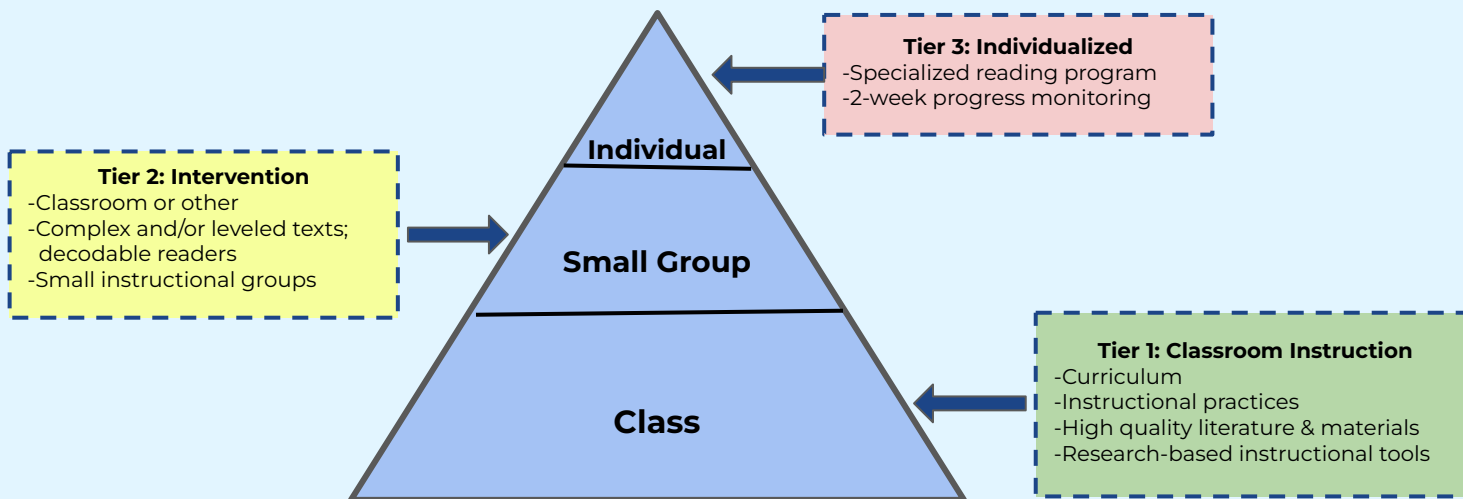 Tier 3: Individualized
-Specialized reading program
-2-week progress monitoring
Individual
Tier 2: Intervention
-Classroom or other
-Complex and/or leveled texts;
decodable readers
-Small instructional groups
Small Group
Tier 1: Classroom Instruction
-Curriculum
-Instructional practices
-High quality literature & materials
-Research-based instructional tools
Class